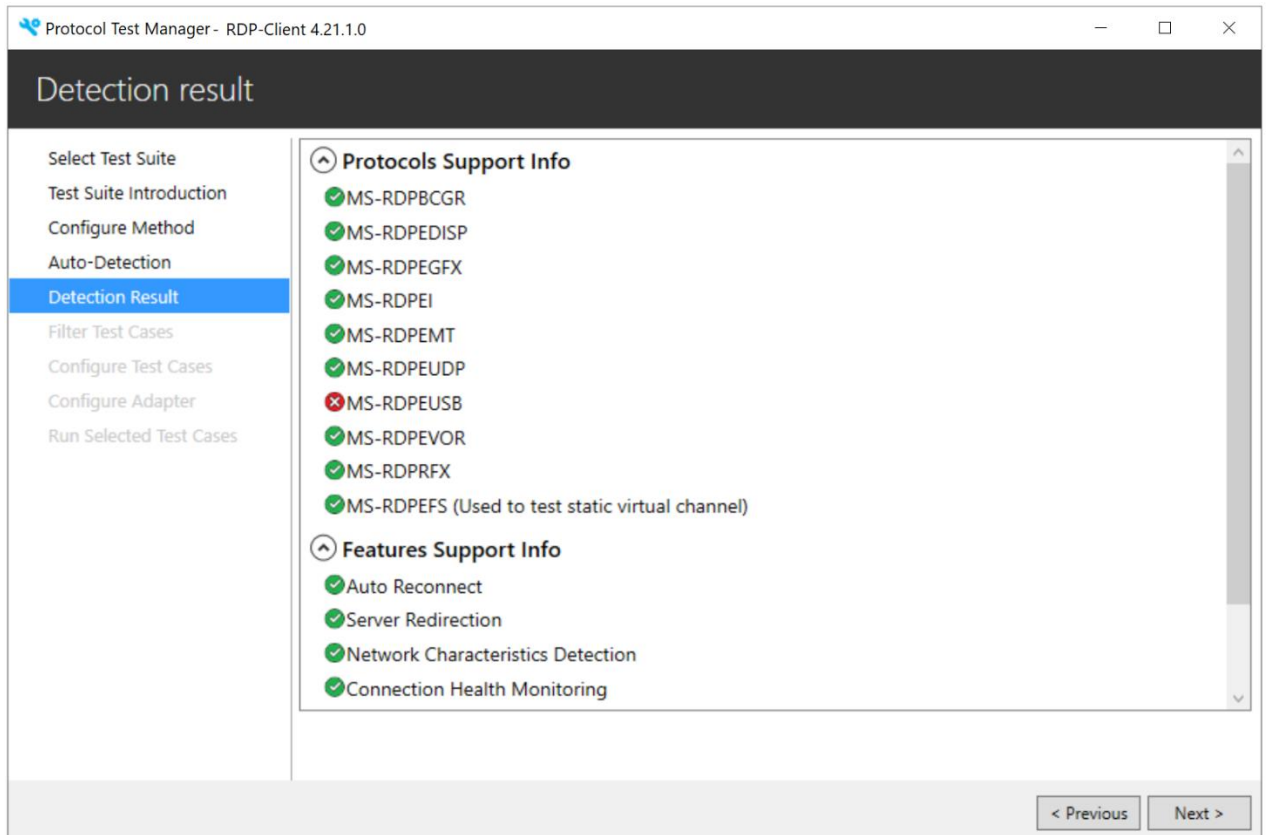 Protocol Test Manager - RDP-Client 4.21.1.0
Detection result
Select Test Suite
Test Suite Introduction
Configure Method
Auto-Detection
Detection Result
Filter Test Cases
Configure Test Cases
Configure Adapter
Run Selected Test Cases
Protocols Support Info
MS-RDPBCGR
MS-RDPEDISP
MS-RDPEGFX
MS-RDPEI
MS-RDPEMT
MS-RDPEUDP
MS-RDPEUSB
MS-RDPEVOR
MS-RDPRFX
MS-RDPEFS (Used to test static virtual channel)
Features Support Info
Auto Reconnect
Server Redirection
Network Characteristics Detection
Connection Health Monitoring
< Previous
Next >